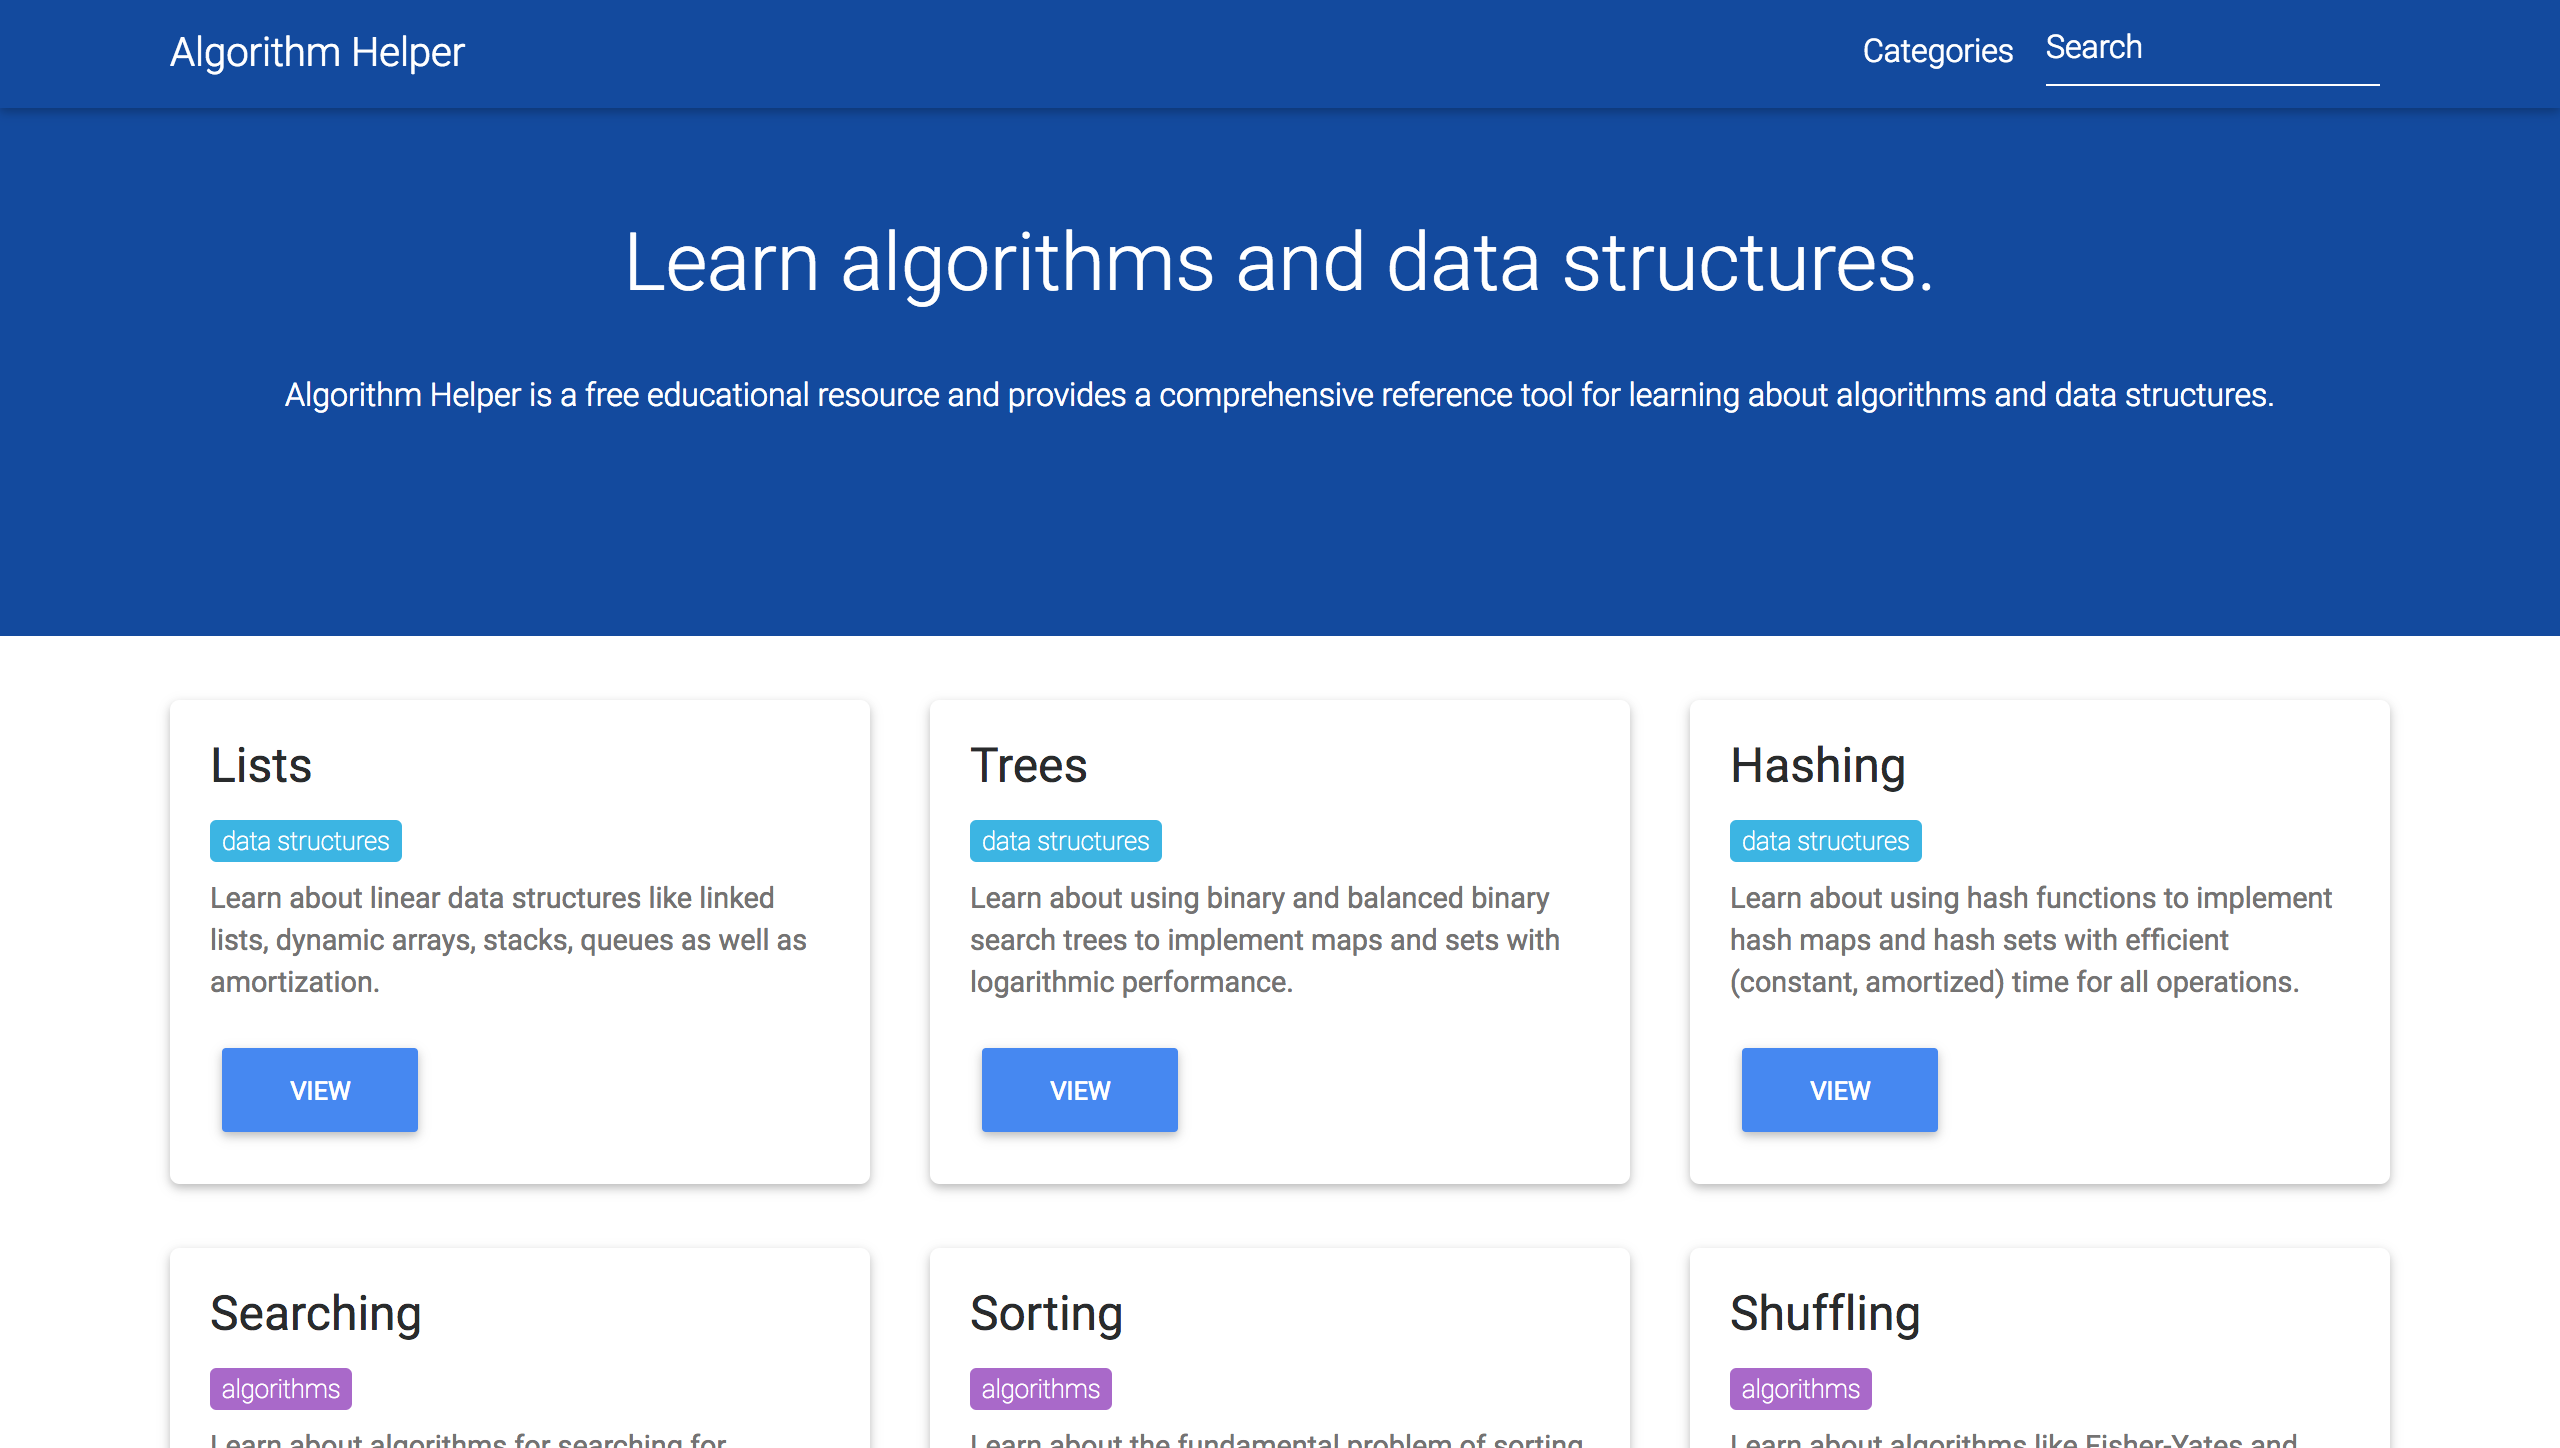 Algorithm Helper
Categories
Search
Learn algorithms and data structures.
Algorithm Helper is a free educational resource and provides a comprehensive reference tool for learning about algorithms and data structures.
Lists
data structures
Learn about linear data structures like linked
lists, dynamic arrays, stacks, queues as well as
amortization.
VIEW
Trees
data structures
Learn about using binary and balanced binary
search trees to implement maps and sets with
logarithmic performance.
VIEW
Hashing
data structures
Learn about using hash functions to implement
hash maps and hash sets with efficient
(constant, amortized) time for all operations.
VIEW
Searching
algorithms
Learn about algorithms for searching for
Sorting
algorithms
Learn about the fundamental problem of sorting
Shuffling
algorithms
Learn about algorithms like Fisher-Yates and